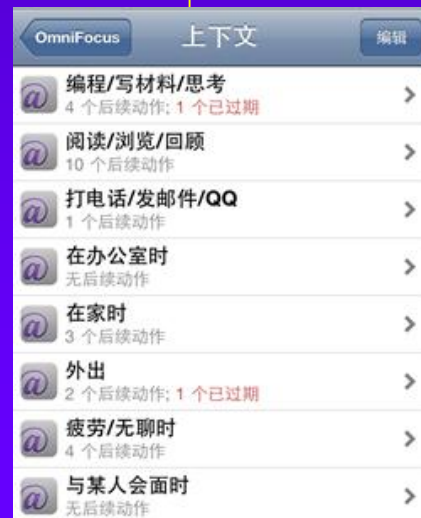 OmniFocus 上下文 编辑
编程/写材料/思考
4 个后续动作; 1 个已过期
阅读/浏览/回顾
10 个后续动作
打电话/发邮件/QQ
1 个后续动作
在办公室时
无后续动作
在家时
3 个后续动作
外出
2 个后续动作; 1 个已过期
疲劳/无聊时
4 个后续动作
与某人会面时
无后续动作